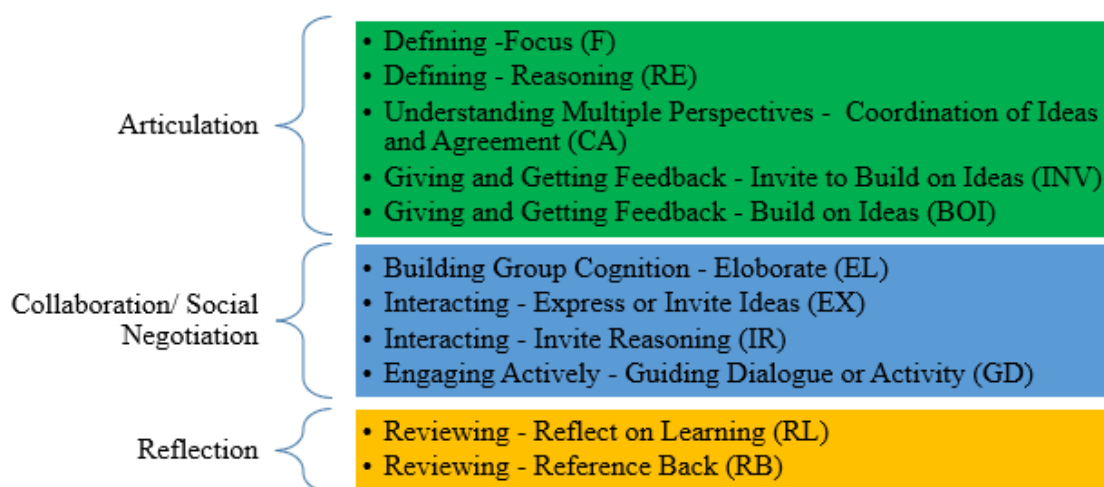 Articulation
• Defining -Focus (F)
• Defining - Reasoning (RE)
• Understanding Multiple Perspectives -  Coordination of Ideas
and Agreement (CA)
• Giving and Getting Feedback - Invite to Build on Ideas (INV)
• Giving and Getting Feedback - Build on Ideas (BOI)
Collaboration/ Social
Negotiation
• Building Group Cognition - Eloborate (EL)
• Interacting - Express or Invite Ideas (EX)
• Interacting - Invite Reasoning (IR)
• Engaging Actively - Guiding Dialogue or Activity (GD)
Reflection
• Reviewing - Reflect on Learning (RL)
• Reviewing - Reference Back (RB)